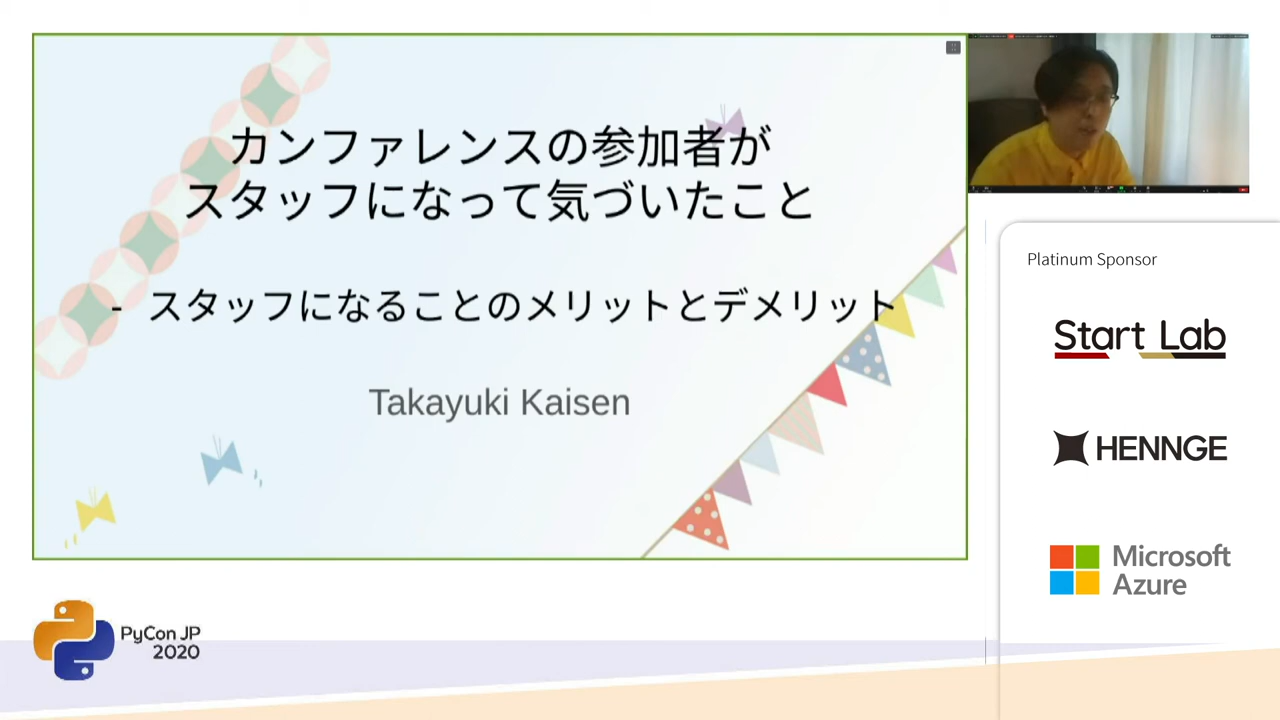 カンファレンスの参加者が
スタッフになって気づいたこと
- スタッフになることのメリットとデメリット
Takayuki Kaisen
Platinum Sponsor
Start Lab
HENNGE
Microsoft
Azure
PyCon JP
2020